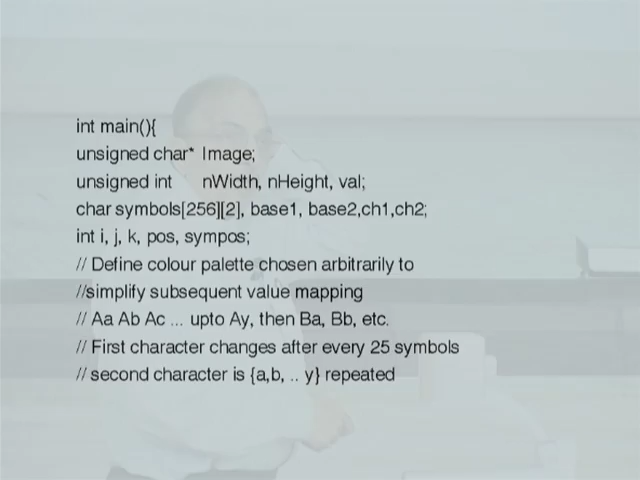 int main(){
unsigned char* Image;
unsigned int nWidth, nHeight, val;
char symbols[256][2], base1, base2,ch1,ch2;
int i, j, k, pos, sympos;
// Define colour palette chosen arbitrarily to
//simplify subsequent value mapping
// Aa Ab Ac ... upto Ay, then Ba, Bb, etc.
// First character changes after every 25 symbols
// second character is {a,b, .. y} repeated